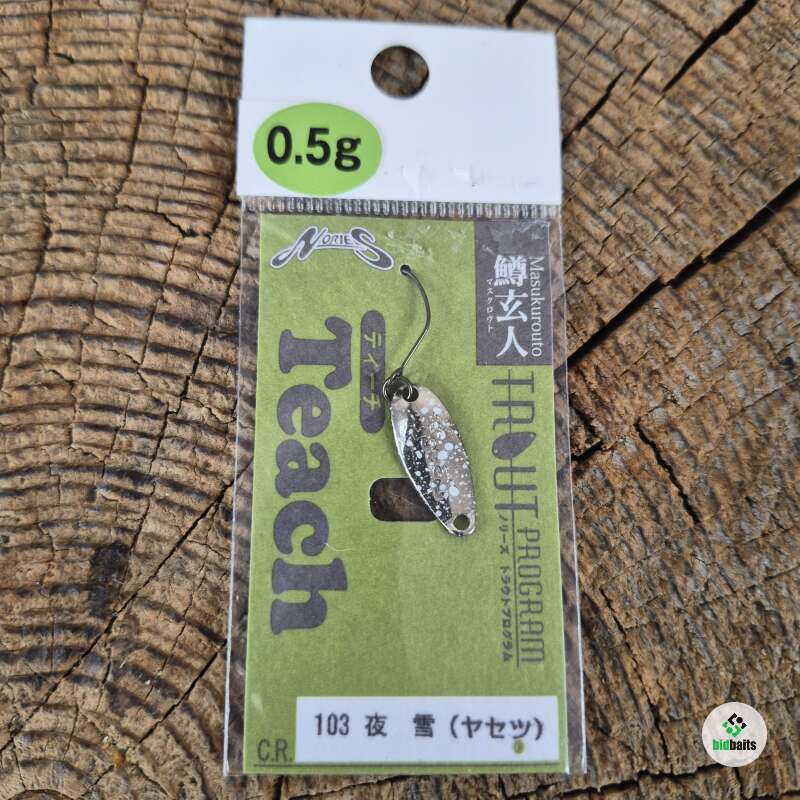 0.5g
NORIES
Masukurouto
鱒玄人
マスクロウト
ティーチ
Teach
TROUT PROGRAM
ノリーズ トラウトプログラム
C.R. 103 夜 雪(ヤセツ)
bidbaits